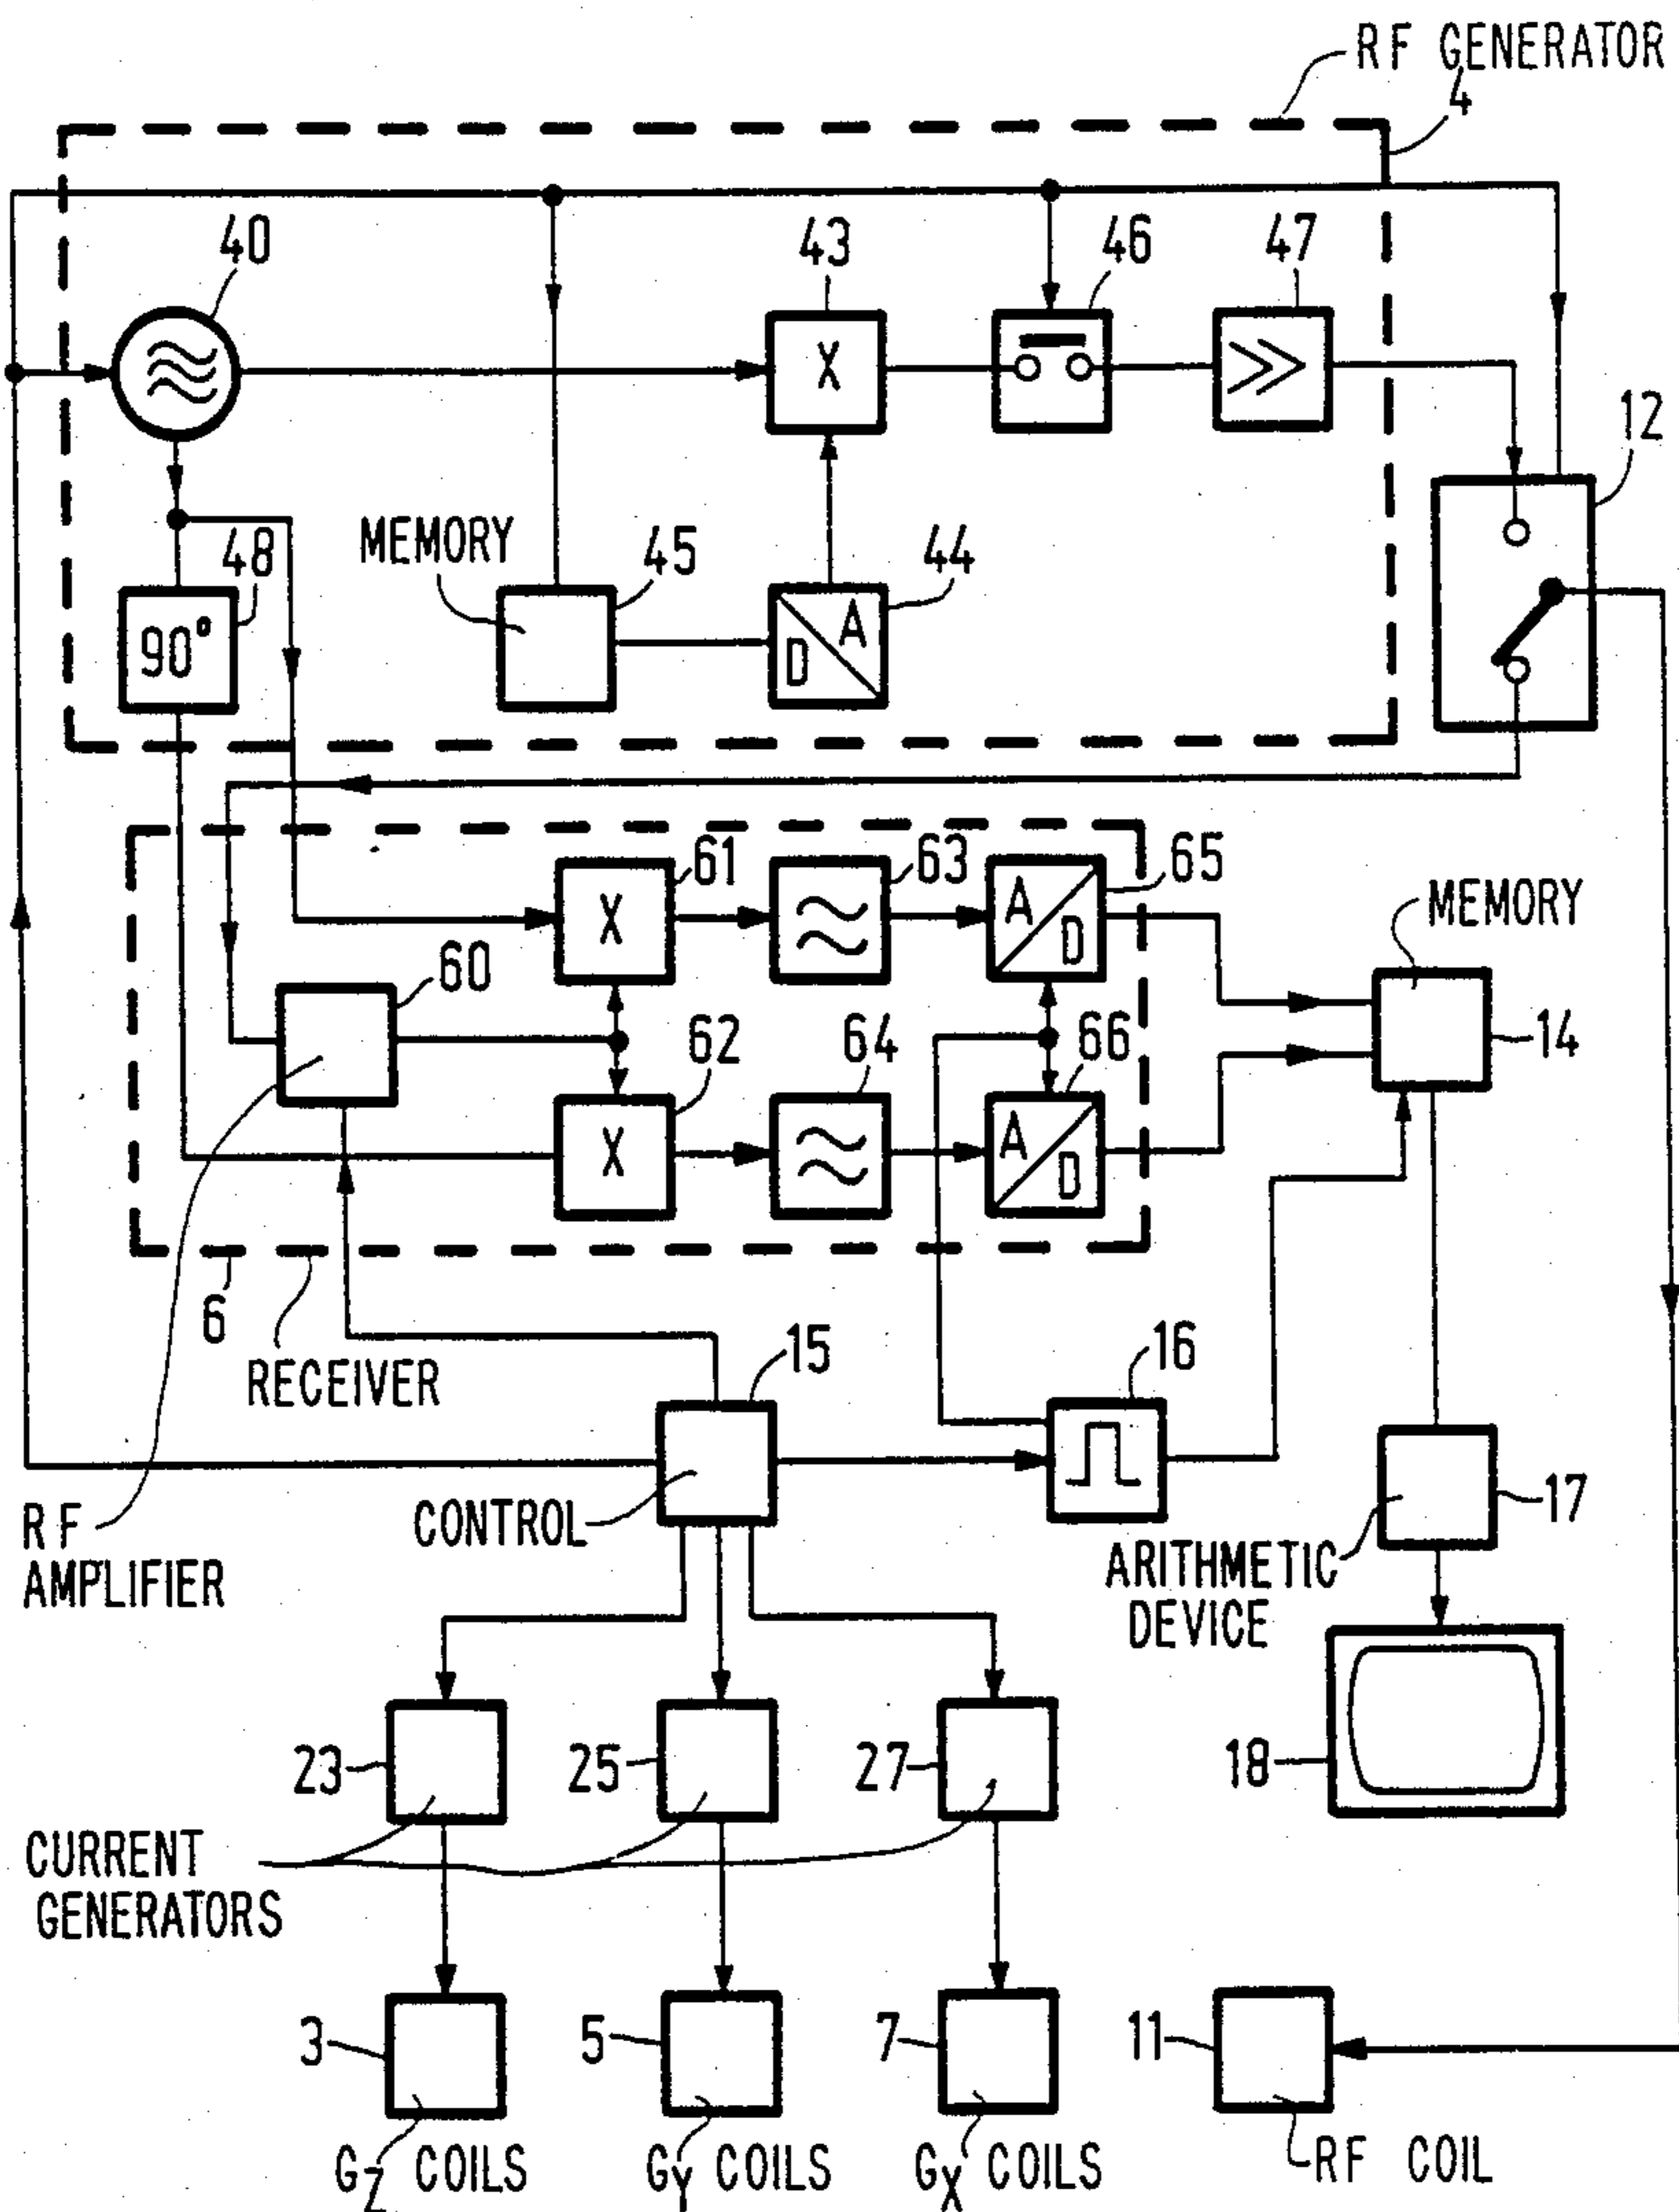 RF GENERATOR
4
40
43
46
47
X
12
MEMORY
45
44
48
90°
A
D
61
63
65
MEMORY
X
A
D
60
62
64
66
14
X
A
D
6
RECEIVER
15
16
RF
AMPLIFIER
CONTROL
17
ARITHMETIC
DEVICE
23
25
27
18
CURRENT
GENERATORS
3
5
7
11
GZ COILS
GY COILS
GX COILS
RF COIL